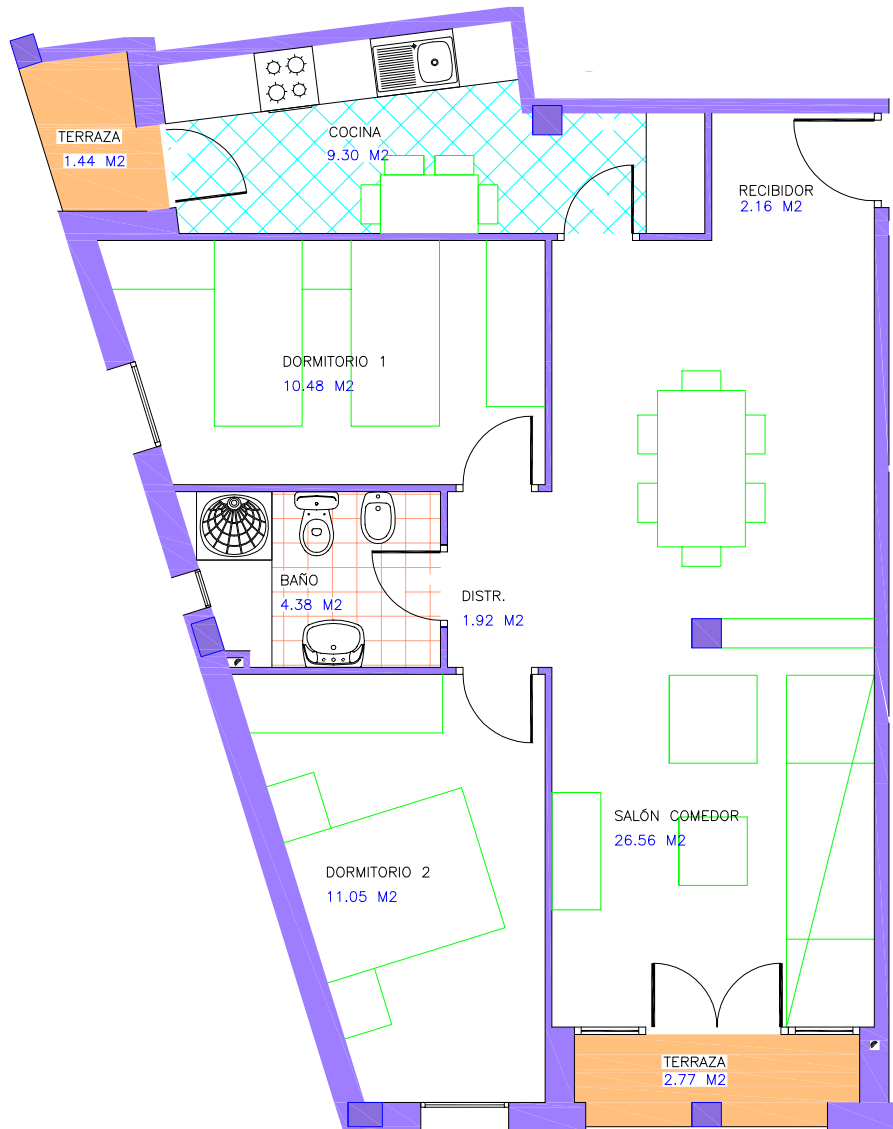 TERRAZA
1.44 M2
COCINA
9.30 M2
RECIBIDOR
2.16 M2
DORMITORIO 1
10.48 M2
BAÑO
4.38 M2
DISTR.
1.92 M2
SALÓN COMEDOR
26.56 M2
DORMITORIO 2
11.05 M2
TERRAZA
2.77 M2